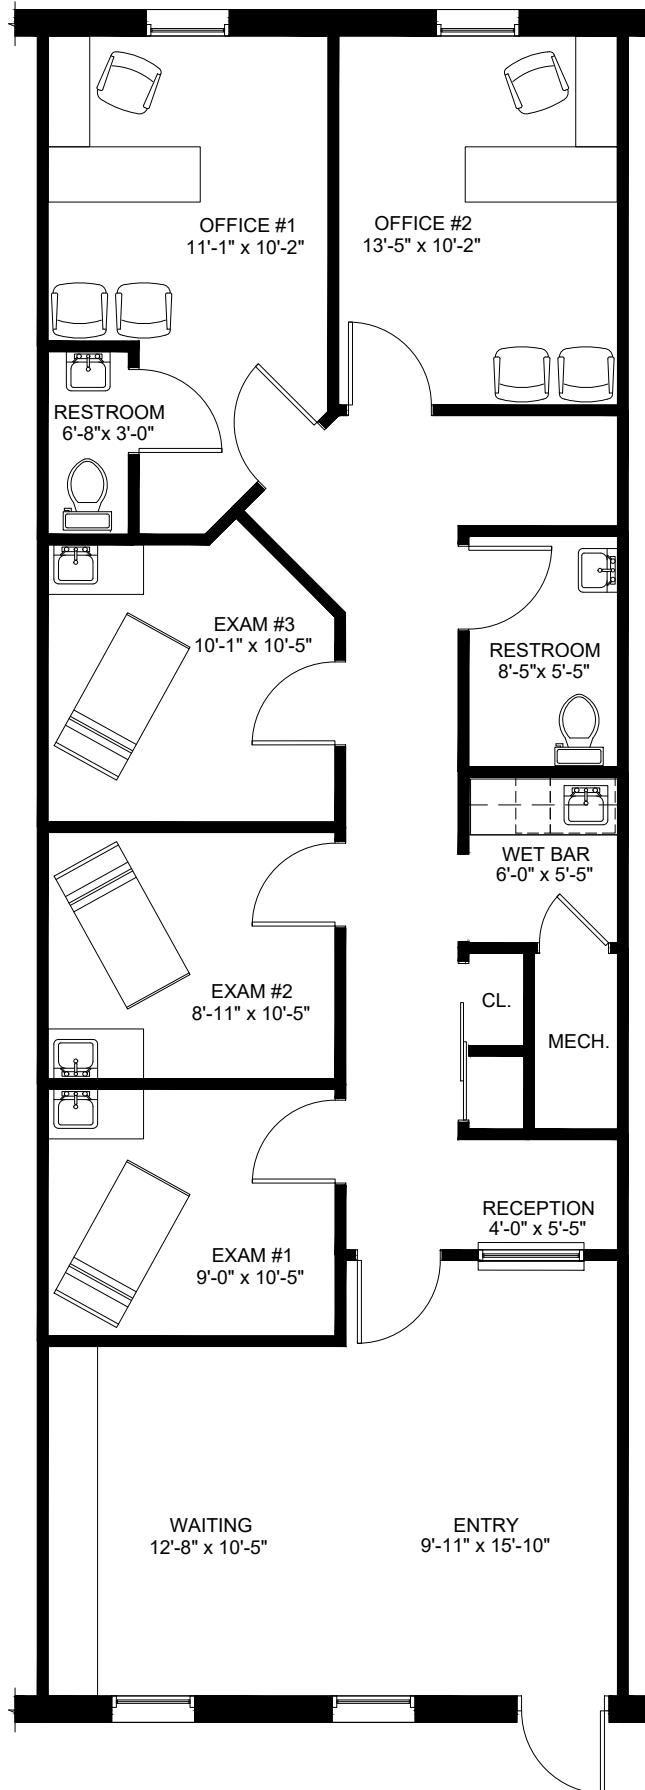 OFFICE #1
11'-1" x 10'-2"
OFFICE #2
13'-5" x 10'-2"
RESTROOM
6'-8"x 3'-0"
EXAM #3
10'-1" x 10'-5"
RESTROOM
8'-5"x 5'-5"
WET BAR
6'-0" x 5'-5"
EXAM #2
8'-11" x 10'-5"
CL.
MECH.
RECEPTION
4'-0" x 5'-5"
EXAM #1
9'-0" x 10'-5"
WAITING
12'-8" x 10'-5"
ENTRY
9'-11" x 15'-10"